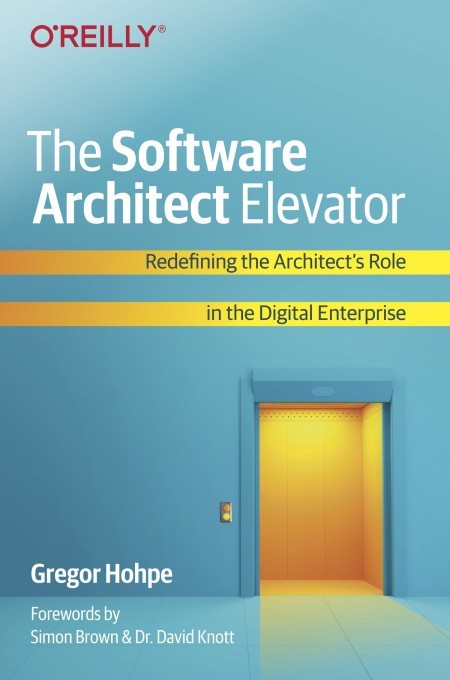 O'REILLY®
The Software
Architect Elevator
Redefining the Architect's Role
in the Digital Enterprise
Gregor Hohpe
Forewords by
Simon Brown & Dr. David Knott